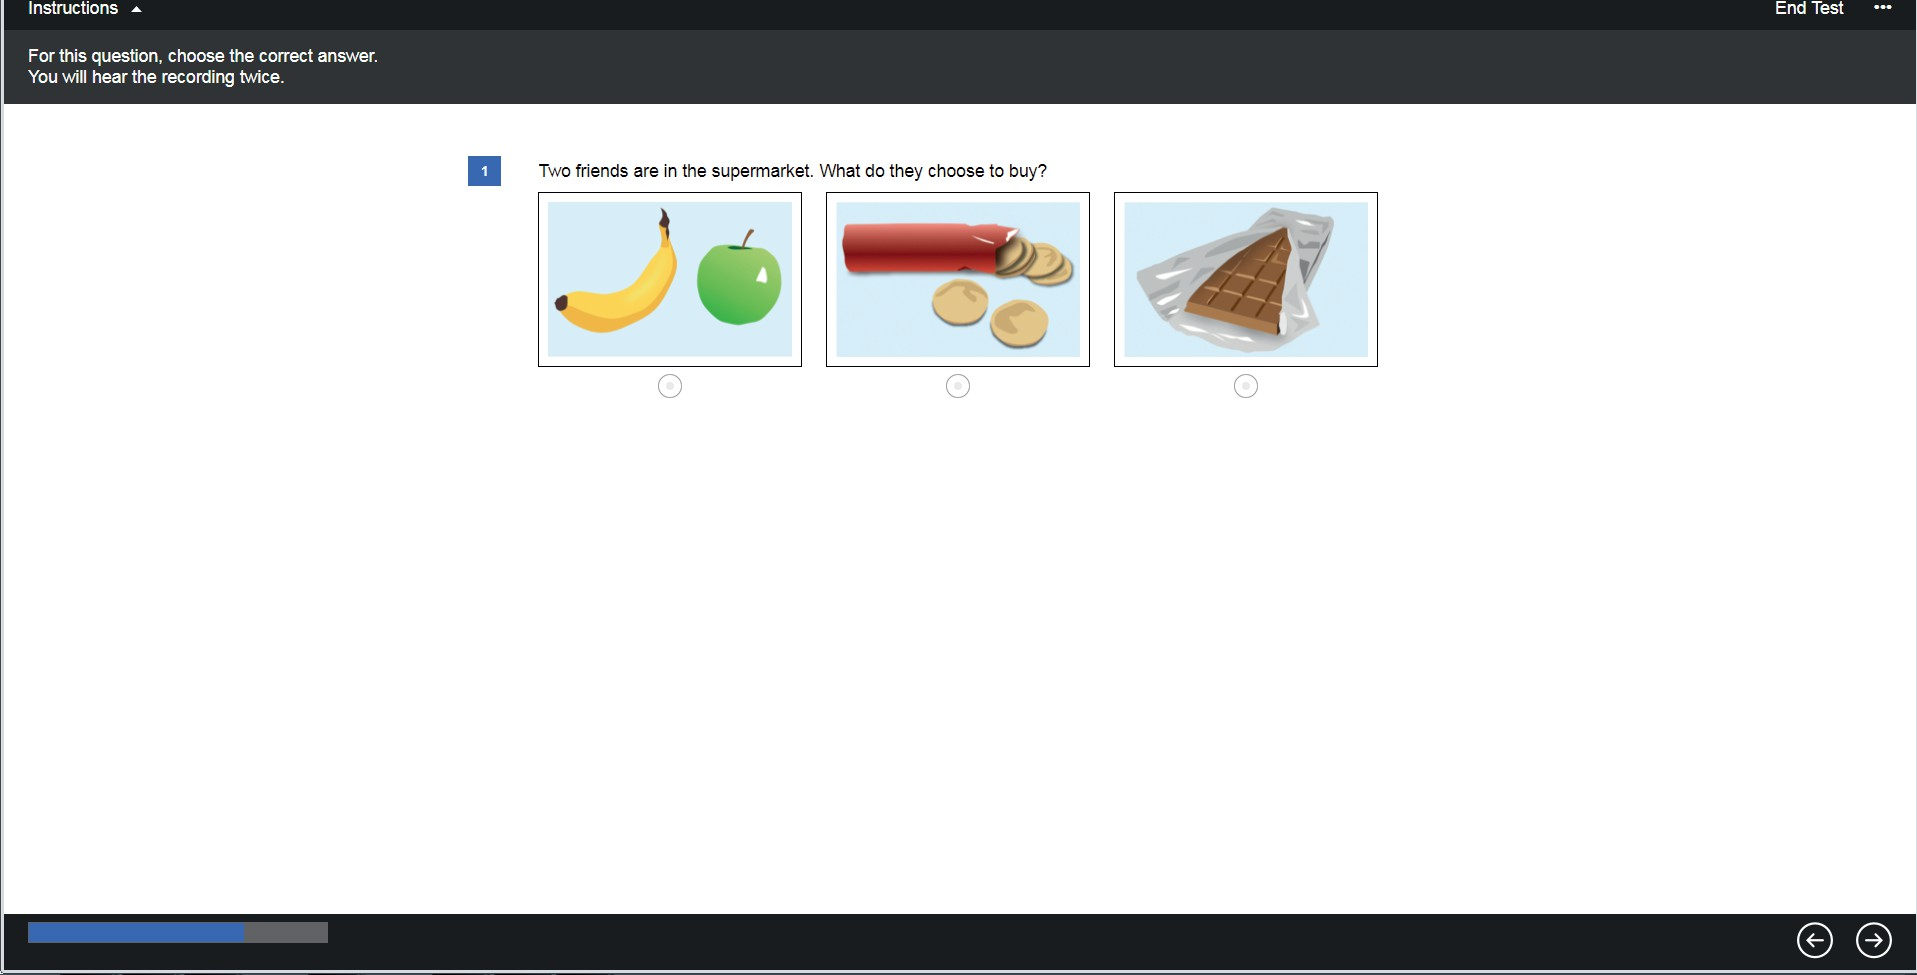 Instructions
End Test
For this question, choose the correct answer.
You will hear the recording twice.
1
Two friends are in the supermarket. What do they choose to buy?